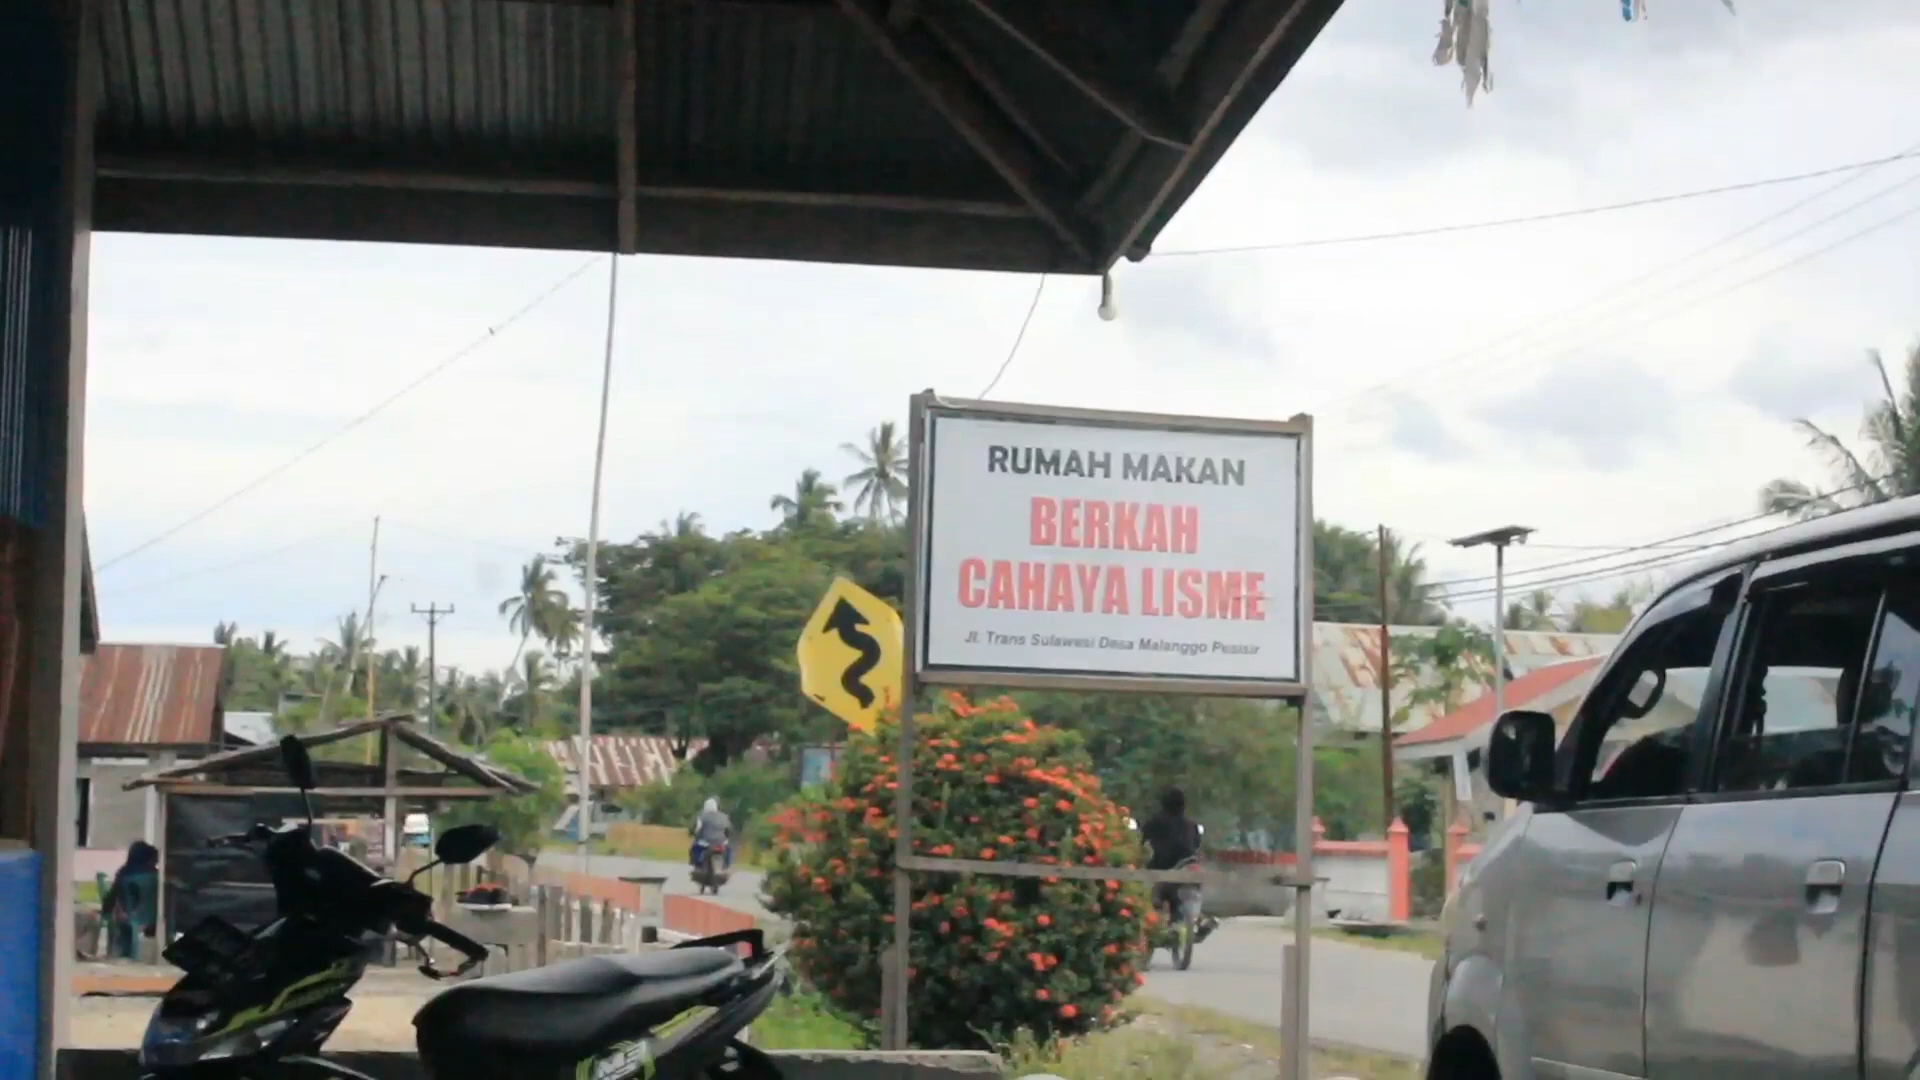 RUMAH MAKAN
BERKAH
CAHAYA LISME
Jl. Trans Sulawesi Desa Malanggo Pesisir